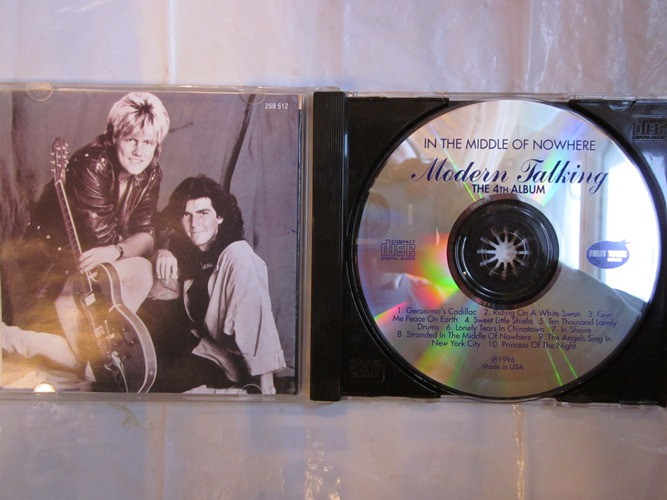 259 512
IN THE MIDDLE OF NOWHERE
Modern Talking
THE 4TH ALBUM
COMPACT
disc
DIGITAL AUDIO
1. Geronimo's Cadillac 2. Riding On A White Swan 3. Give
Me Peace On Earth 4. Sweet Little Shiela 5. Ten Thousand Lonely
Drums 6. Lonely Tears In Chinatown 7. In Shaire
8. Stranded In The Middle Of Nowhere 9. The Angels Sing In
New York City 10. Princess Of The Night
℗1996
Made in USA
disc